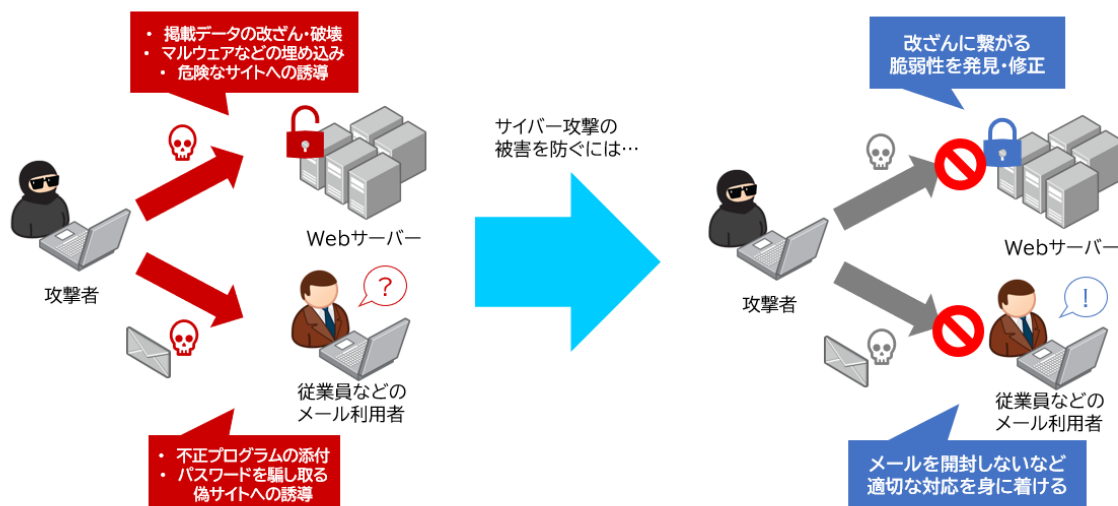 • 掲載データの改ざん・破壊
• マルウェアなどの埋め込み
• 危険なサイトへの誘導
攻撃者
Webサーバー
?
従業員などの
メール利用者
• 不正プログラムの添付
• パスワードを騙し取る
偽サイトへの誘導
サイバー攻撃の
被害を防ぐには…
改ざんに繋がる
脆弱性を発見・修正
攻撃者
Webサーバー
!
従業員などの
メール利用者
メールを開封しないなど
適切な対応を身に着ける